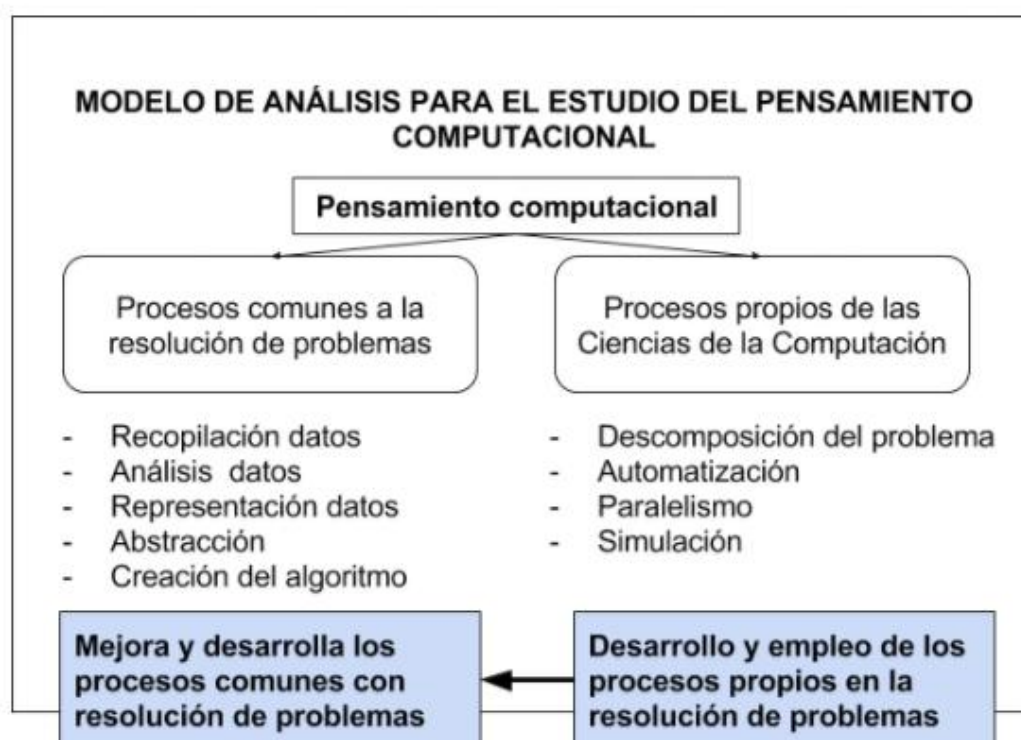 MODELO DE ANÁLISIS PARA EL ESTUDIO DEL PENSAMIENTO
COMPUTACIONAL
Pensamiento computacional
Procesos comunes a la
resolución de problemas
Procesos propios de las
Ciencias de la Computación
- Recopilación datos
- Análisis datos
- Representación datos
- Abstracción
- Creación del algoritmo
- Descomposición del problema
- Automatización
- Paralelismo
- Simulación
Mejora y desarrolla los
procesos comunes con
resolución de problemas
Desarrollo y empleo de los
procesos propios en la
resolución de problemas